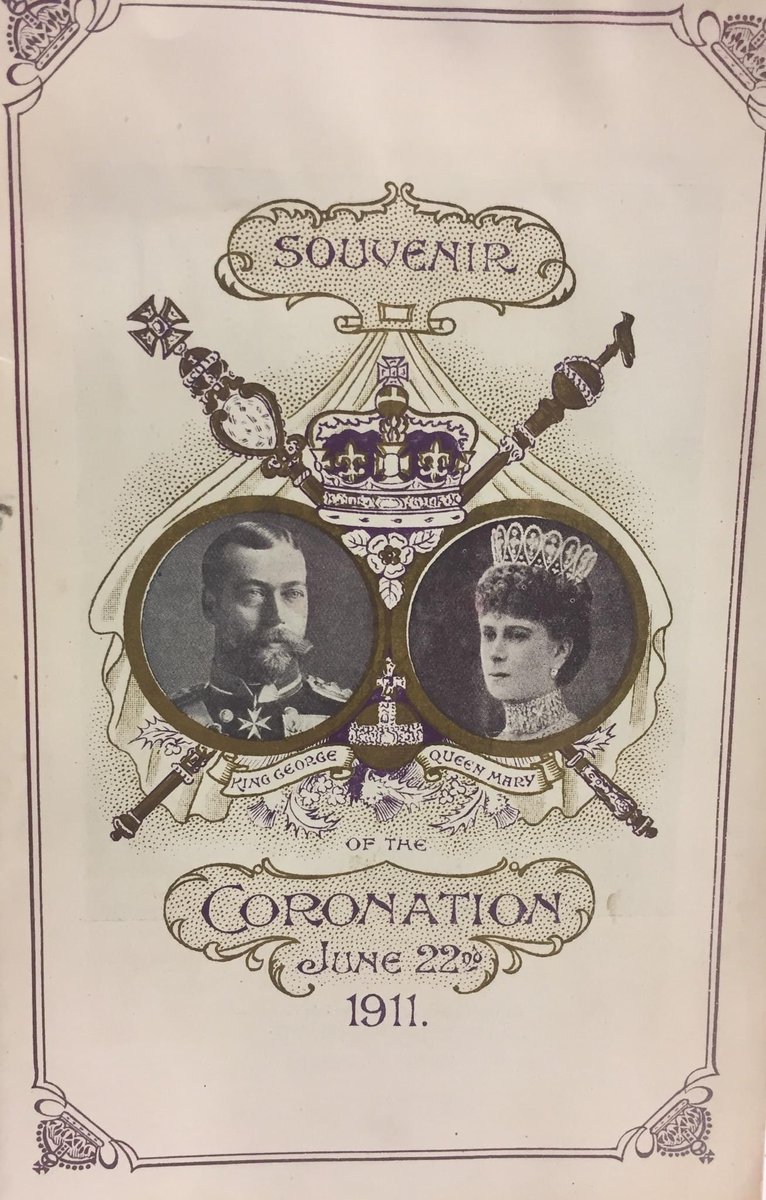 SOUVENIR
KING GEORGE
QUEEN MARY
OF THE
CORONATION
JUNE 22ND
1911.